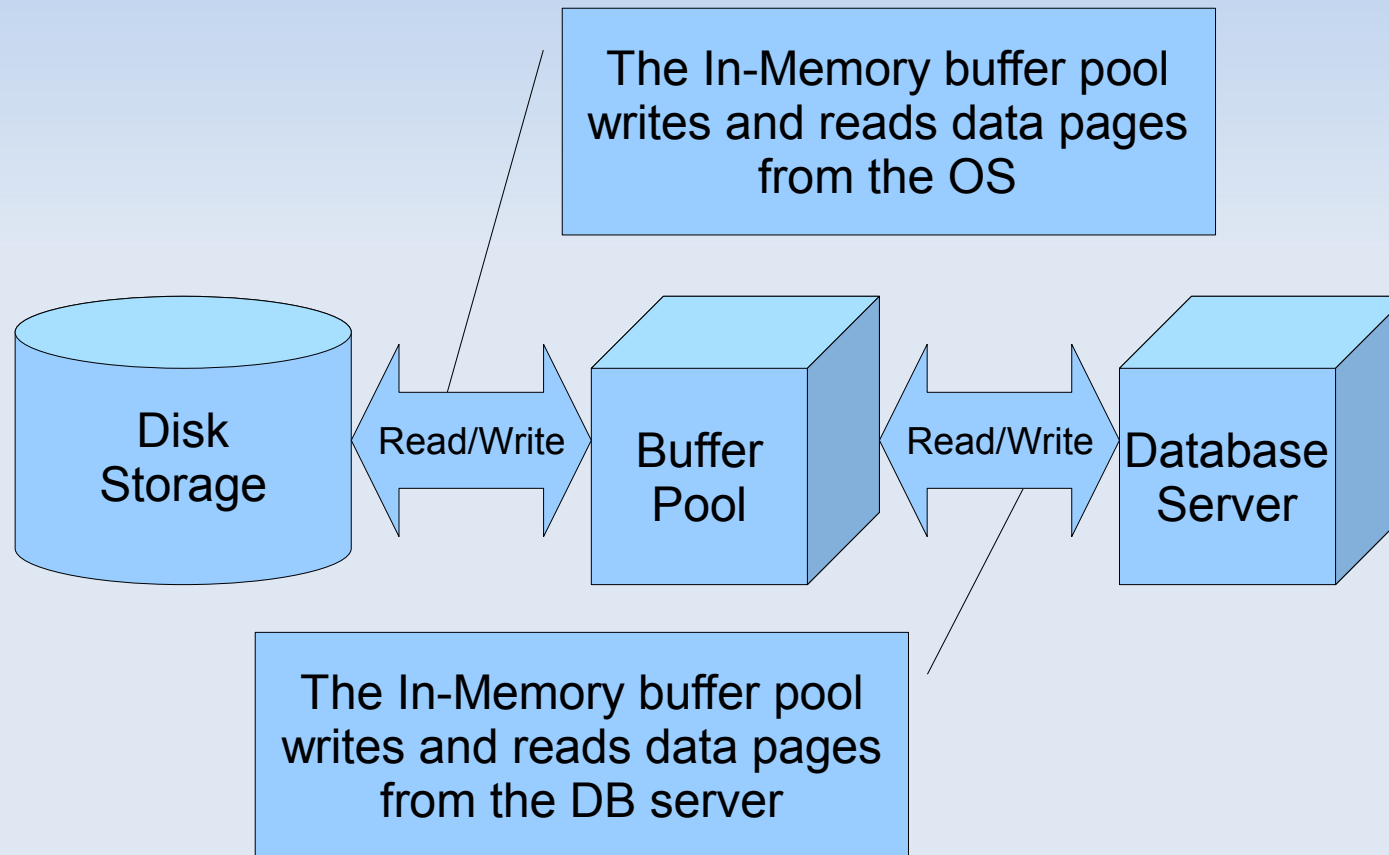 The In-Memory buffer pool
writes and reads data pages
from the OS
Disk
Storage
Read/Write
Buffer
Pool
Read/Write
Database
Server
The In-Memory buffer pool
writes and reads data pages
from the DB server